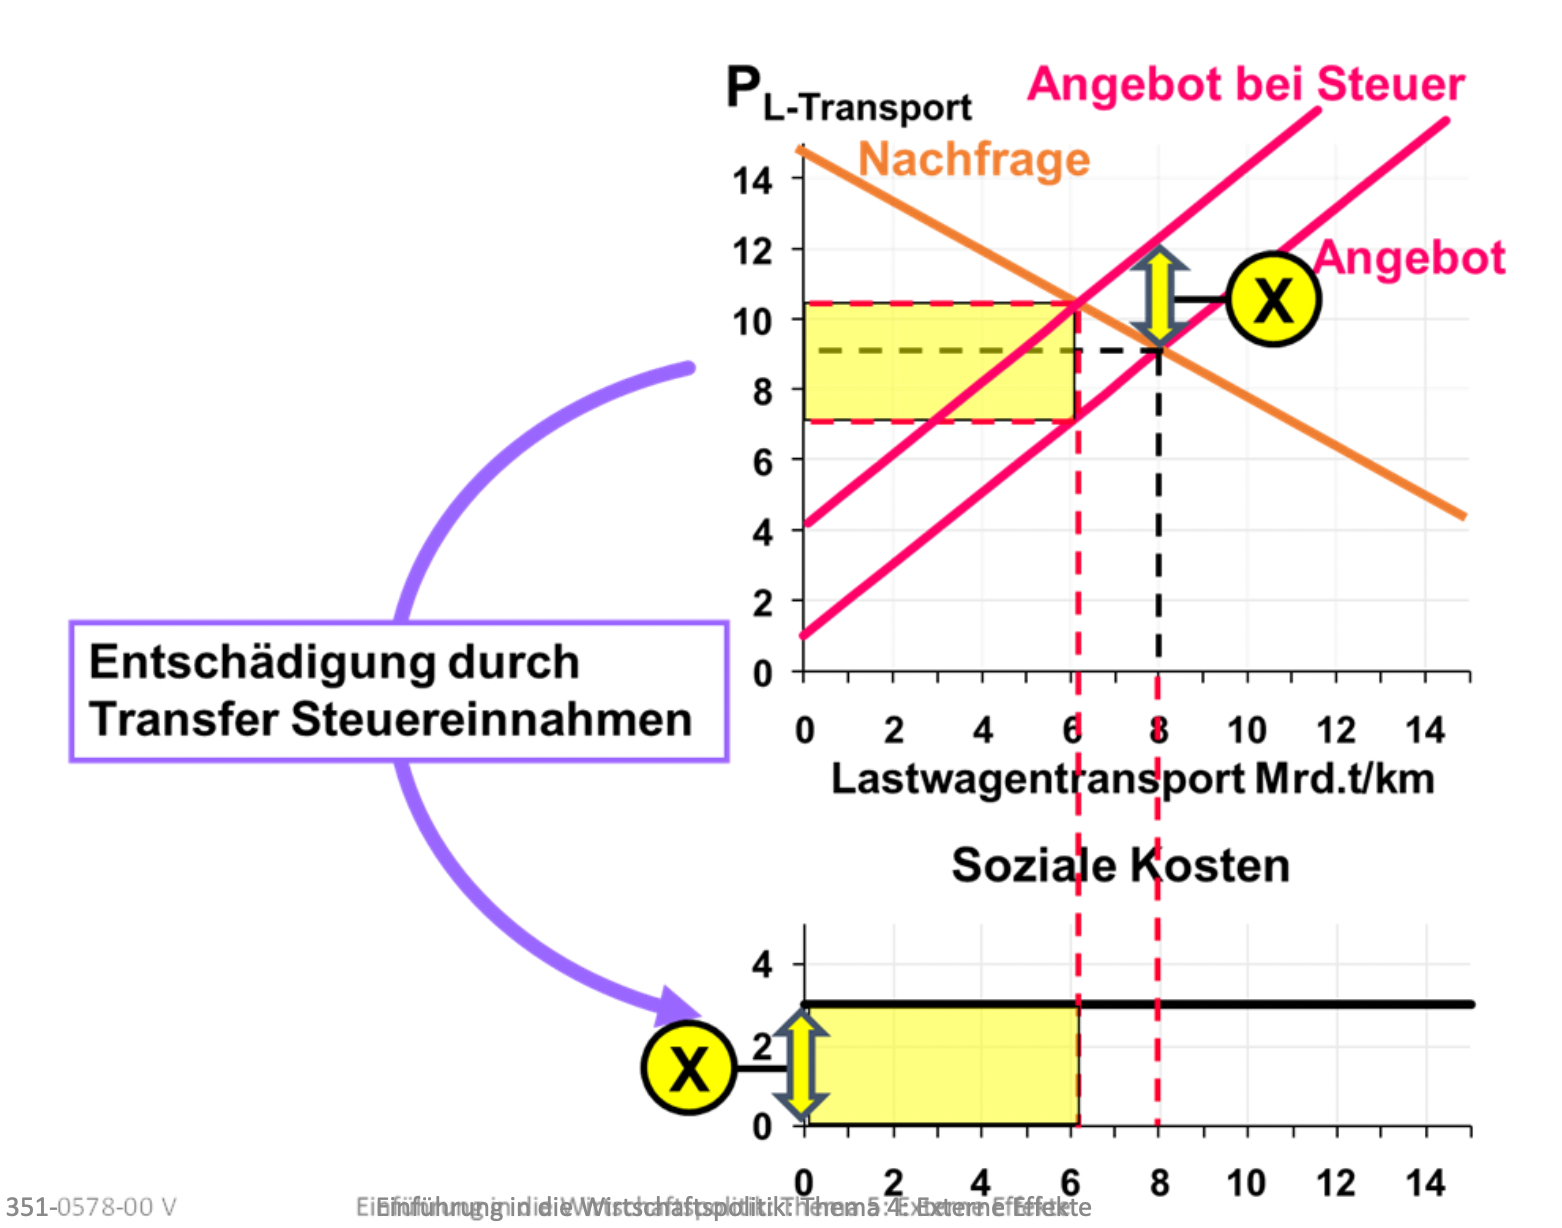 P L-Transport
Angebot bei Steuer
Nachfrage
14
12
Angebot
X
10
8
6
4
2
0
0 2 4 6 8 10 12 14
Lastwagentransport Mrd.t/km
Entschädigung durch
Transfer Steuereinnahmen
Soziale Kosten
4
2
X
0
0 2 4 6 8 10 12 14
351-0578-00 V
Einführung in die Wirtschaftspolitik: Thema 4: Externe Effekte